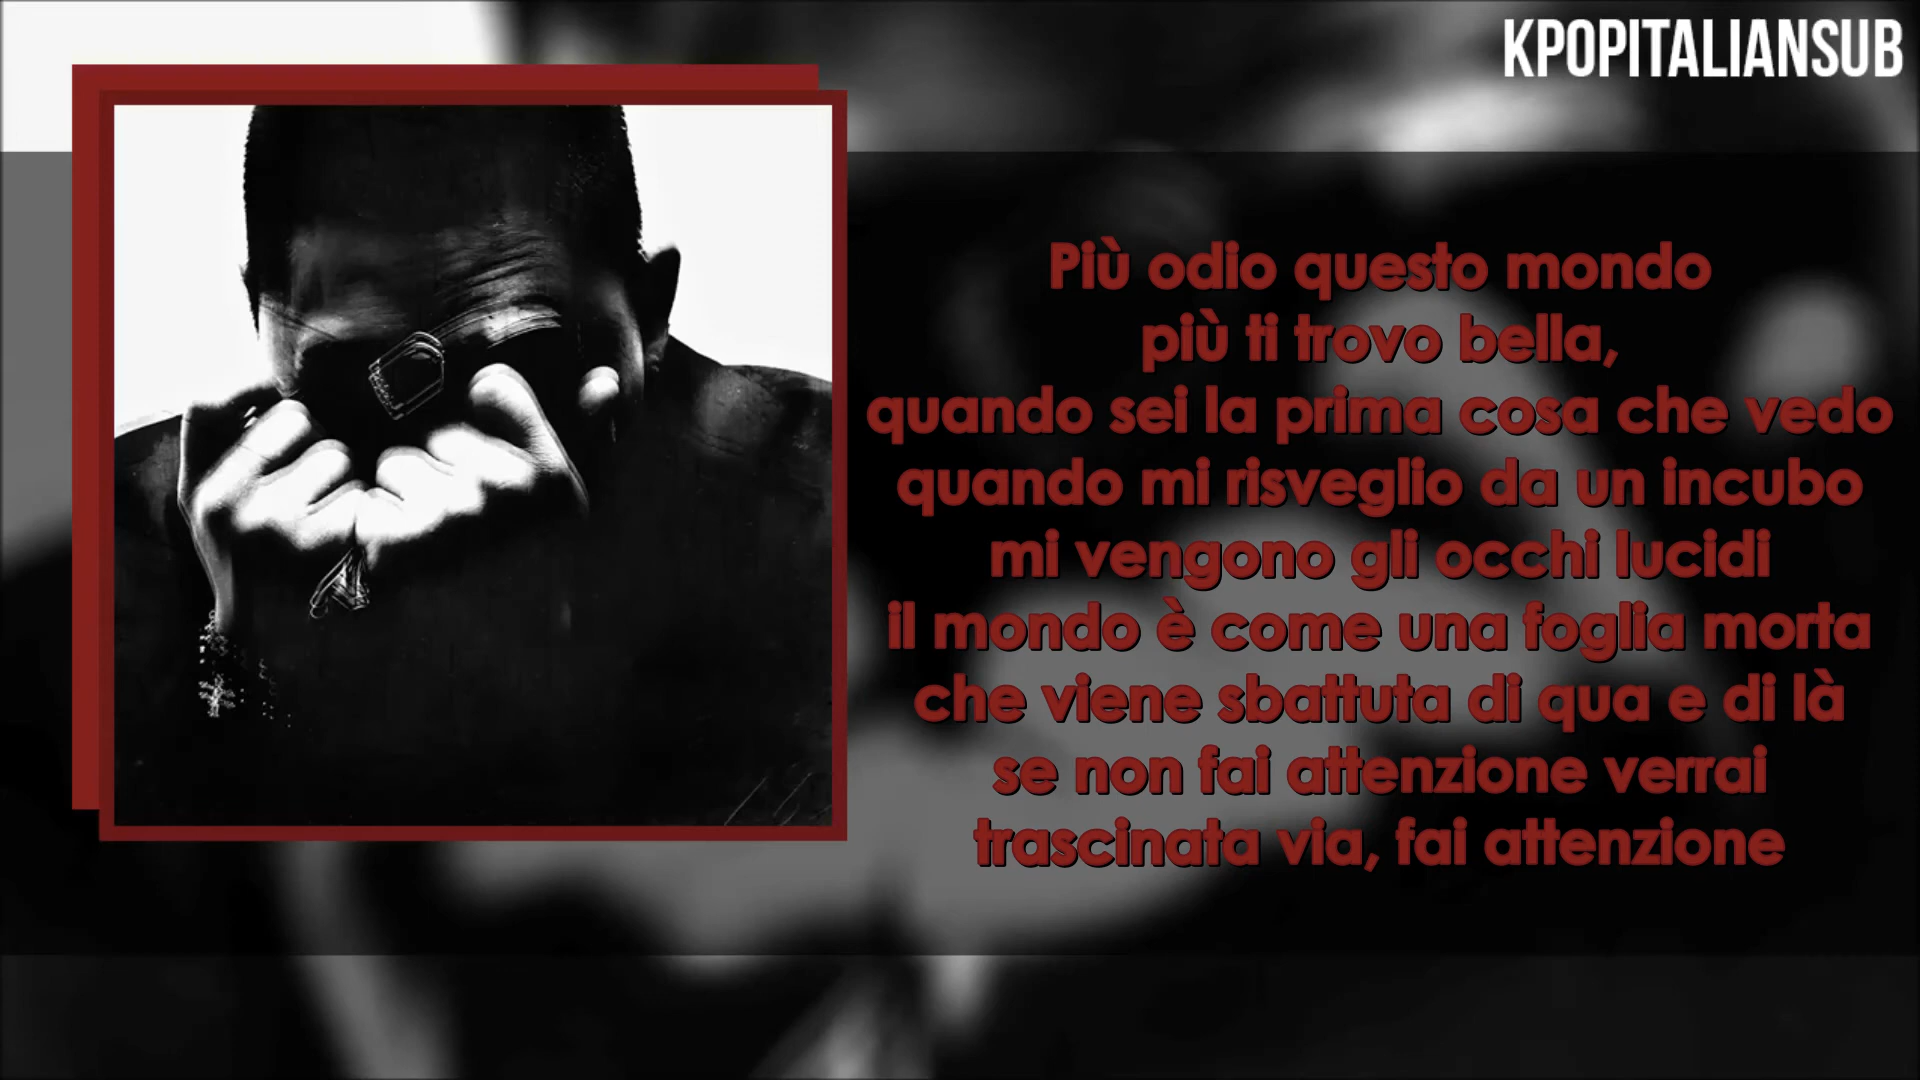 KPOPITALIANSUB
Più odio questo mondo
più ti trovo bella,
quando sei la prima cosa che vedo
quando mi risveglio da un incubo
mi vengono gli occhi lucidi
il mondo è come una foglia morta
che viene sbattuta di qua e di là
se non fai attenzione verrai
trascinata via, fai attenzione